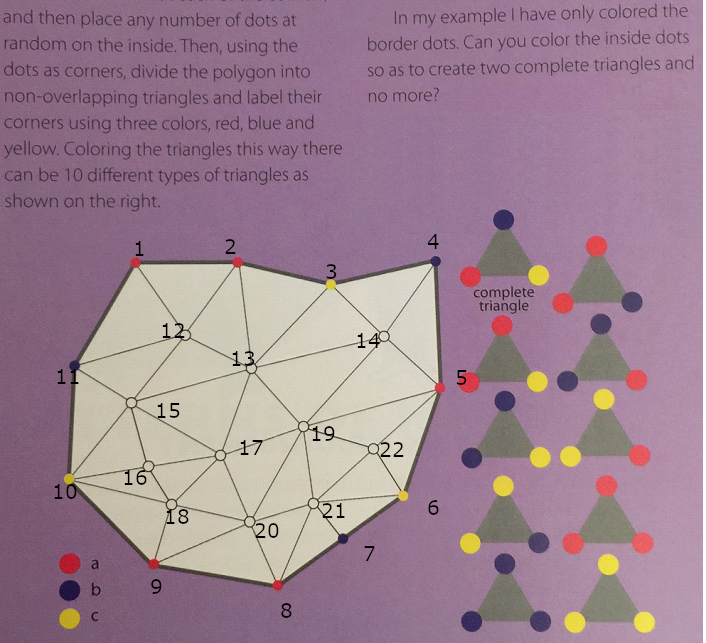 and then place any number of dots at
random on the inside. Then, using the
dots as corners, divide the polygon into
non-overlapping triangles and label their
corners using three colors, red, blue and
yellow. Coloring the triangles this way there
can be 10 different types of triangles as
shown on the right.
In my example I have only colored the
border dots. Can you color the inside dots
so as to create two complete triangles and
no more?
1
2
3
4
5
6
7
8
9
10
11
12
13
14
15
16
17
18
19
20
21
22
complete
triangle
a
b
c